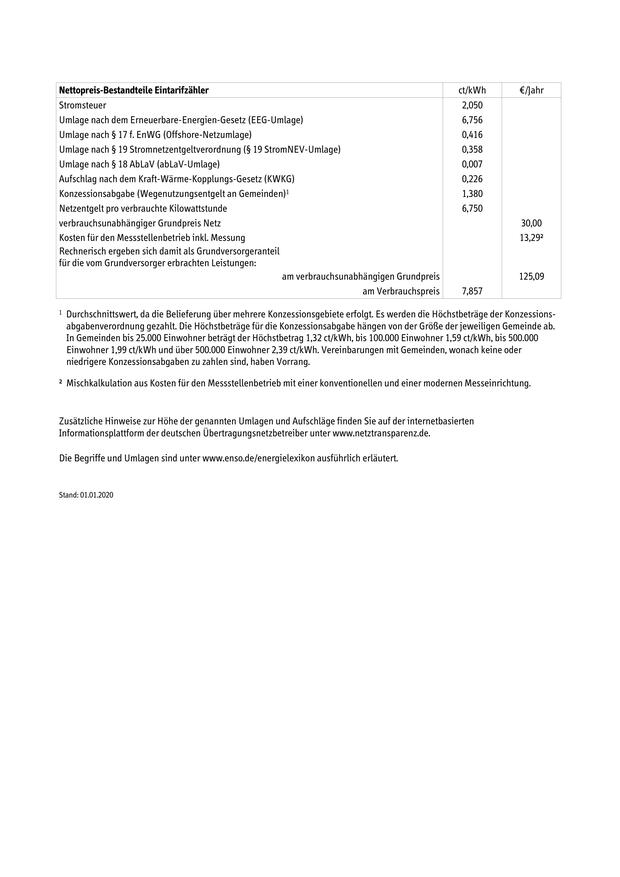 Nettopreis-Bestandteile Eintarifzähler ct/kWh €/Jahr
Stromsteuer 2,050
Umlage nach dem Erneuerbare-Energien-Gesetz (EEG-Umlage) 6,756
Umlage nach § 17 f. EnWG (Offshore-Netzumlage) 0,416
Umlage nach § 19 Stromnetzentgeltverordnung (§ 19 StromNEV-Umlage) 0,358
Umlage nach § 18 AbLaV (abLaV-Umlage) 0,007
Aufschlag nach dem Kraft-Wärme-Kopplungs-Gesetz (KWKG) 0,226
Konzessionsabgabe (Wegenutzungsentgelt an Gemeinden)¹ 1,380
Netzentgelt pro verbrauchte Kilowattstunde 6,750
verbrauchsunabhängiger Grundpreis Netz 30,00
Kosten für den Messstellenbetrieb inkl. Messung 13,29²
Rechnerisch ergeben sich damit als Grundversorgeranteil
für die vom Grundversorger erbrachten Leistungen:
am verbrauchsunabhängigen Grundpreis 125,09
am Verbrauchspreis 7,857
¹ Durchschnittswert, da die Belieferung über mehrere Konzessionsgebiete erfolgt. Es werden die Höchstbeträge der Konzessions-
abgabenverordnung gezahlt. Die Höchstbeträge für die Konzessionsabgabe hängen von der Größe der jeweiligen Gemeinde ab.
In Gemeinden bis 25.000 Einwohner beträgt der Höchstbetrag 1,32 ct/kWh, bis 100.000 Einwohner 1,59 ct/kWh, bis 500.000
Einwohner 1,99 ct/kWh und über 500.000 Einwohner 2,39 ct/kWh. Vereinbarungen mit Gemeinden, wonach keine oder
niedrigere Konzessionsabgaben zu zahlen sind, haben Vorrang.
² Mischkalkulation aus Kosten für den Messstellenbetrieb mit einer konventionellen und einer modernen Messeinrichtung.
Zusätzliche Hinweise zur Höhe der genannten Umlagen und Aufschläge finden Sie auf der internetbasierten
Informationsplattform der deutschen Übertragungsnetzbetreiber unter www.netztransparenz.de.
Die Begriffe und Umlagen sind unter www.enso.de/energielexikon ausführlich erläutert.
Stand: 01.01.2020